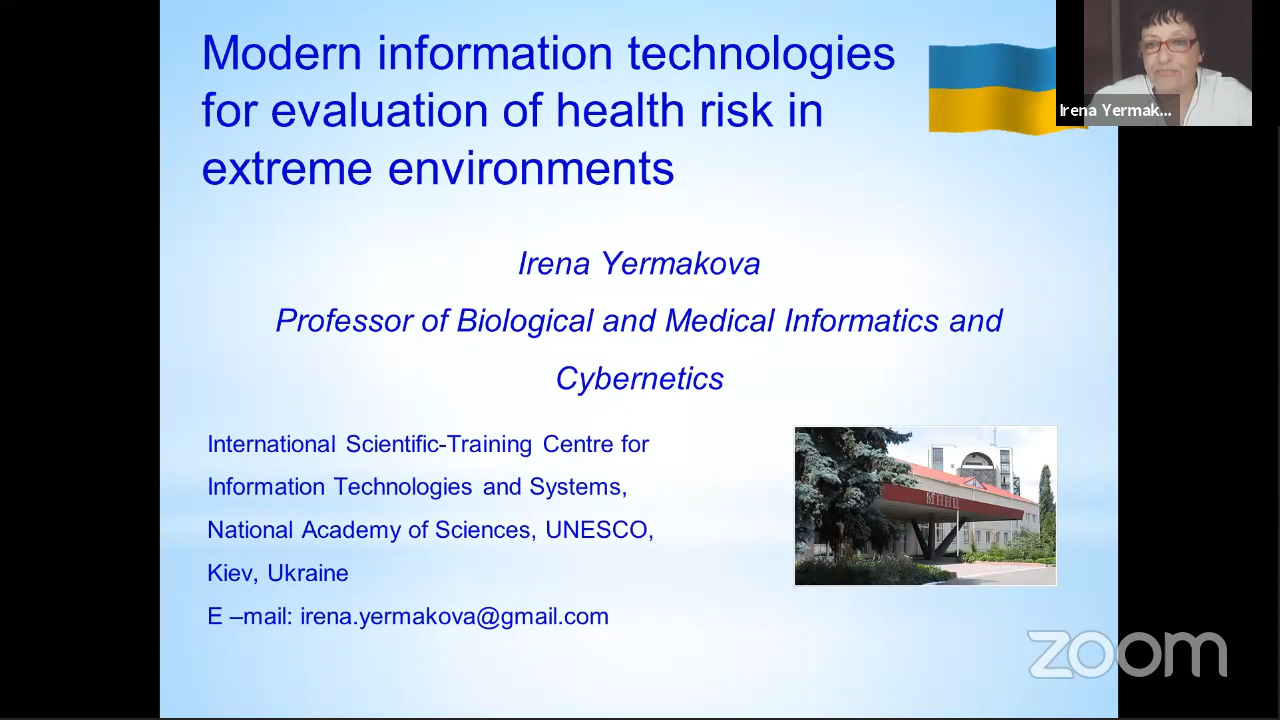 Modern information technologies
for evaluation of health risk in
extreme environments
Irena Yermak...
Irena Yermakova
Professor of Biological and Medical Informatics and
Cybernetics
International Scientific-Training Centre for
Information Technologies and Systems,
National Academy of Sciences, UNESCO,
Kiev, Ukraine
E –mail: irena.yermakova@gmail.com
МННЦ
zoom